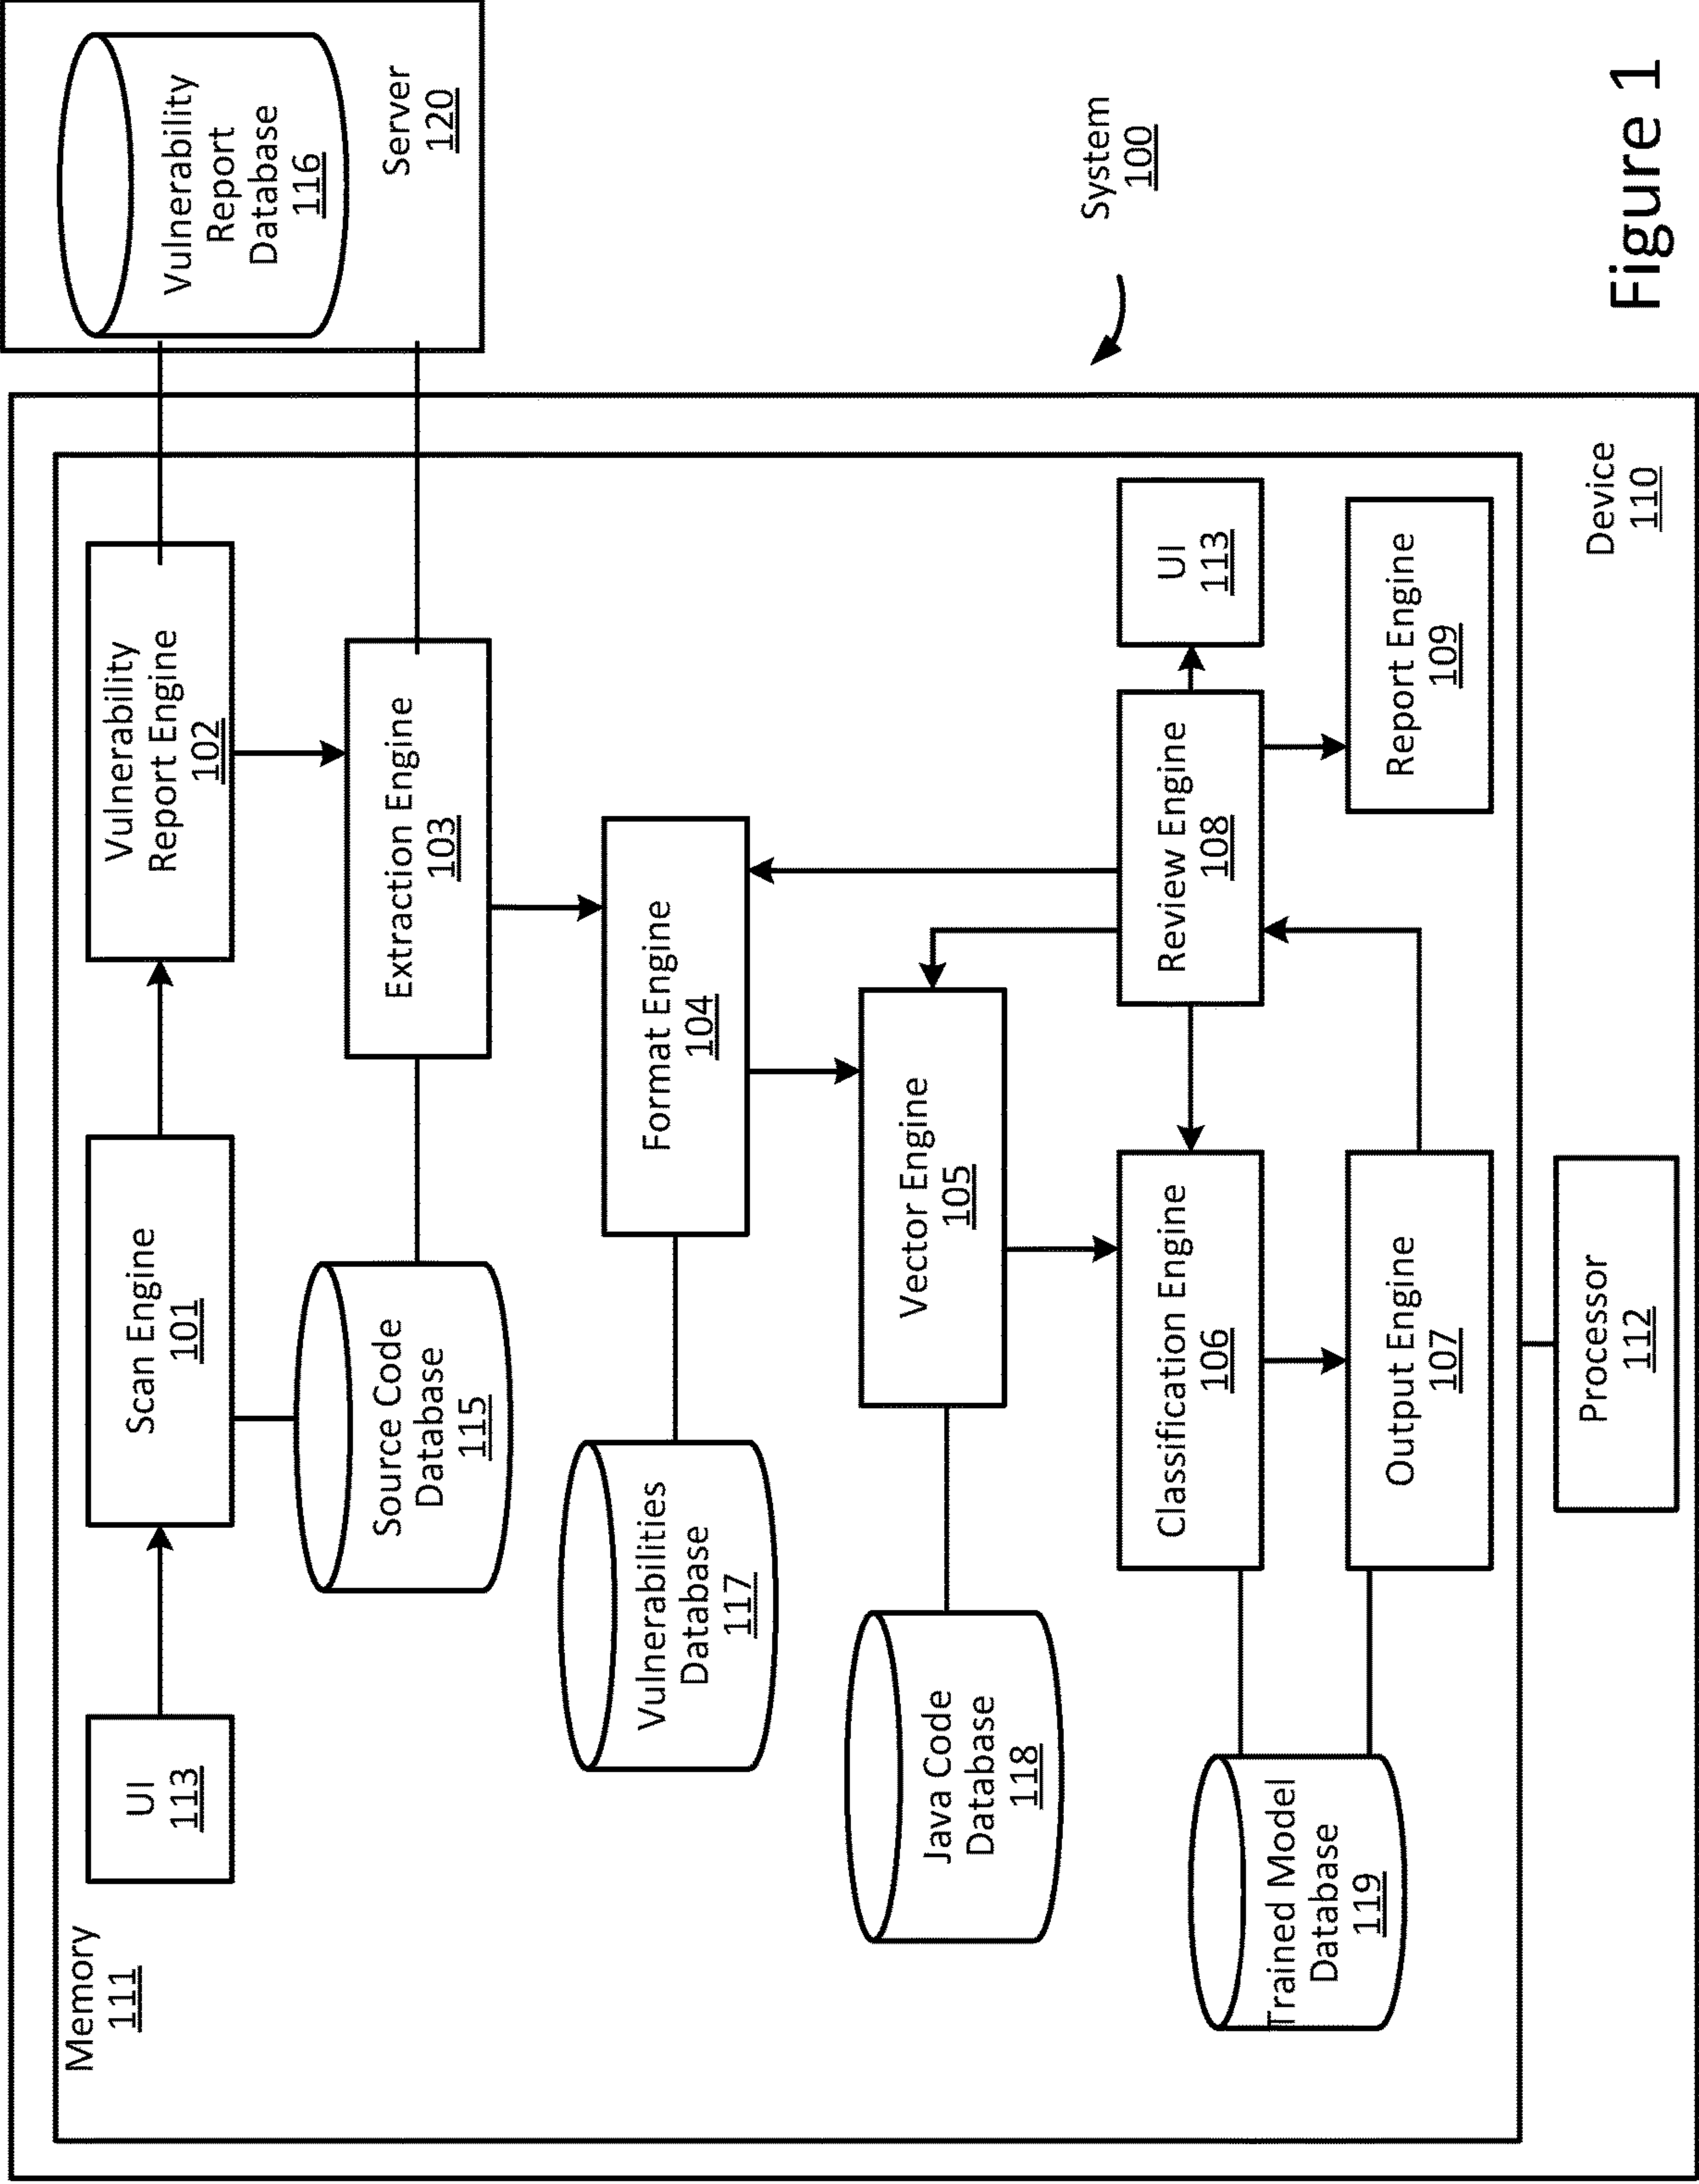 Memory
111
UI
113
Scan Engine
101
Vulnerability
Report Engine
102
Vulnerability
Report
Database
116
Server
120
Source Code
Database
115
Extraction Engine
103
Vulnerabilities
Database
117
Format Engine
104
Java Code
Database
118
Vector Engine
105
Trained Model
Database
119
Classification Engine
106
Review Engine
108
UI
113
Output Engine
107
Report Engine
109
Processor
112
Device
110
System
100
Figure 1